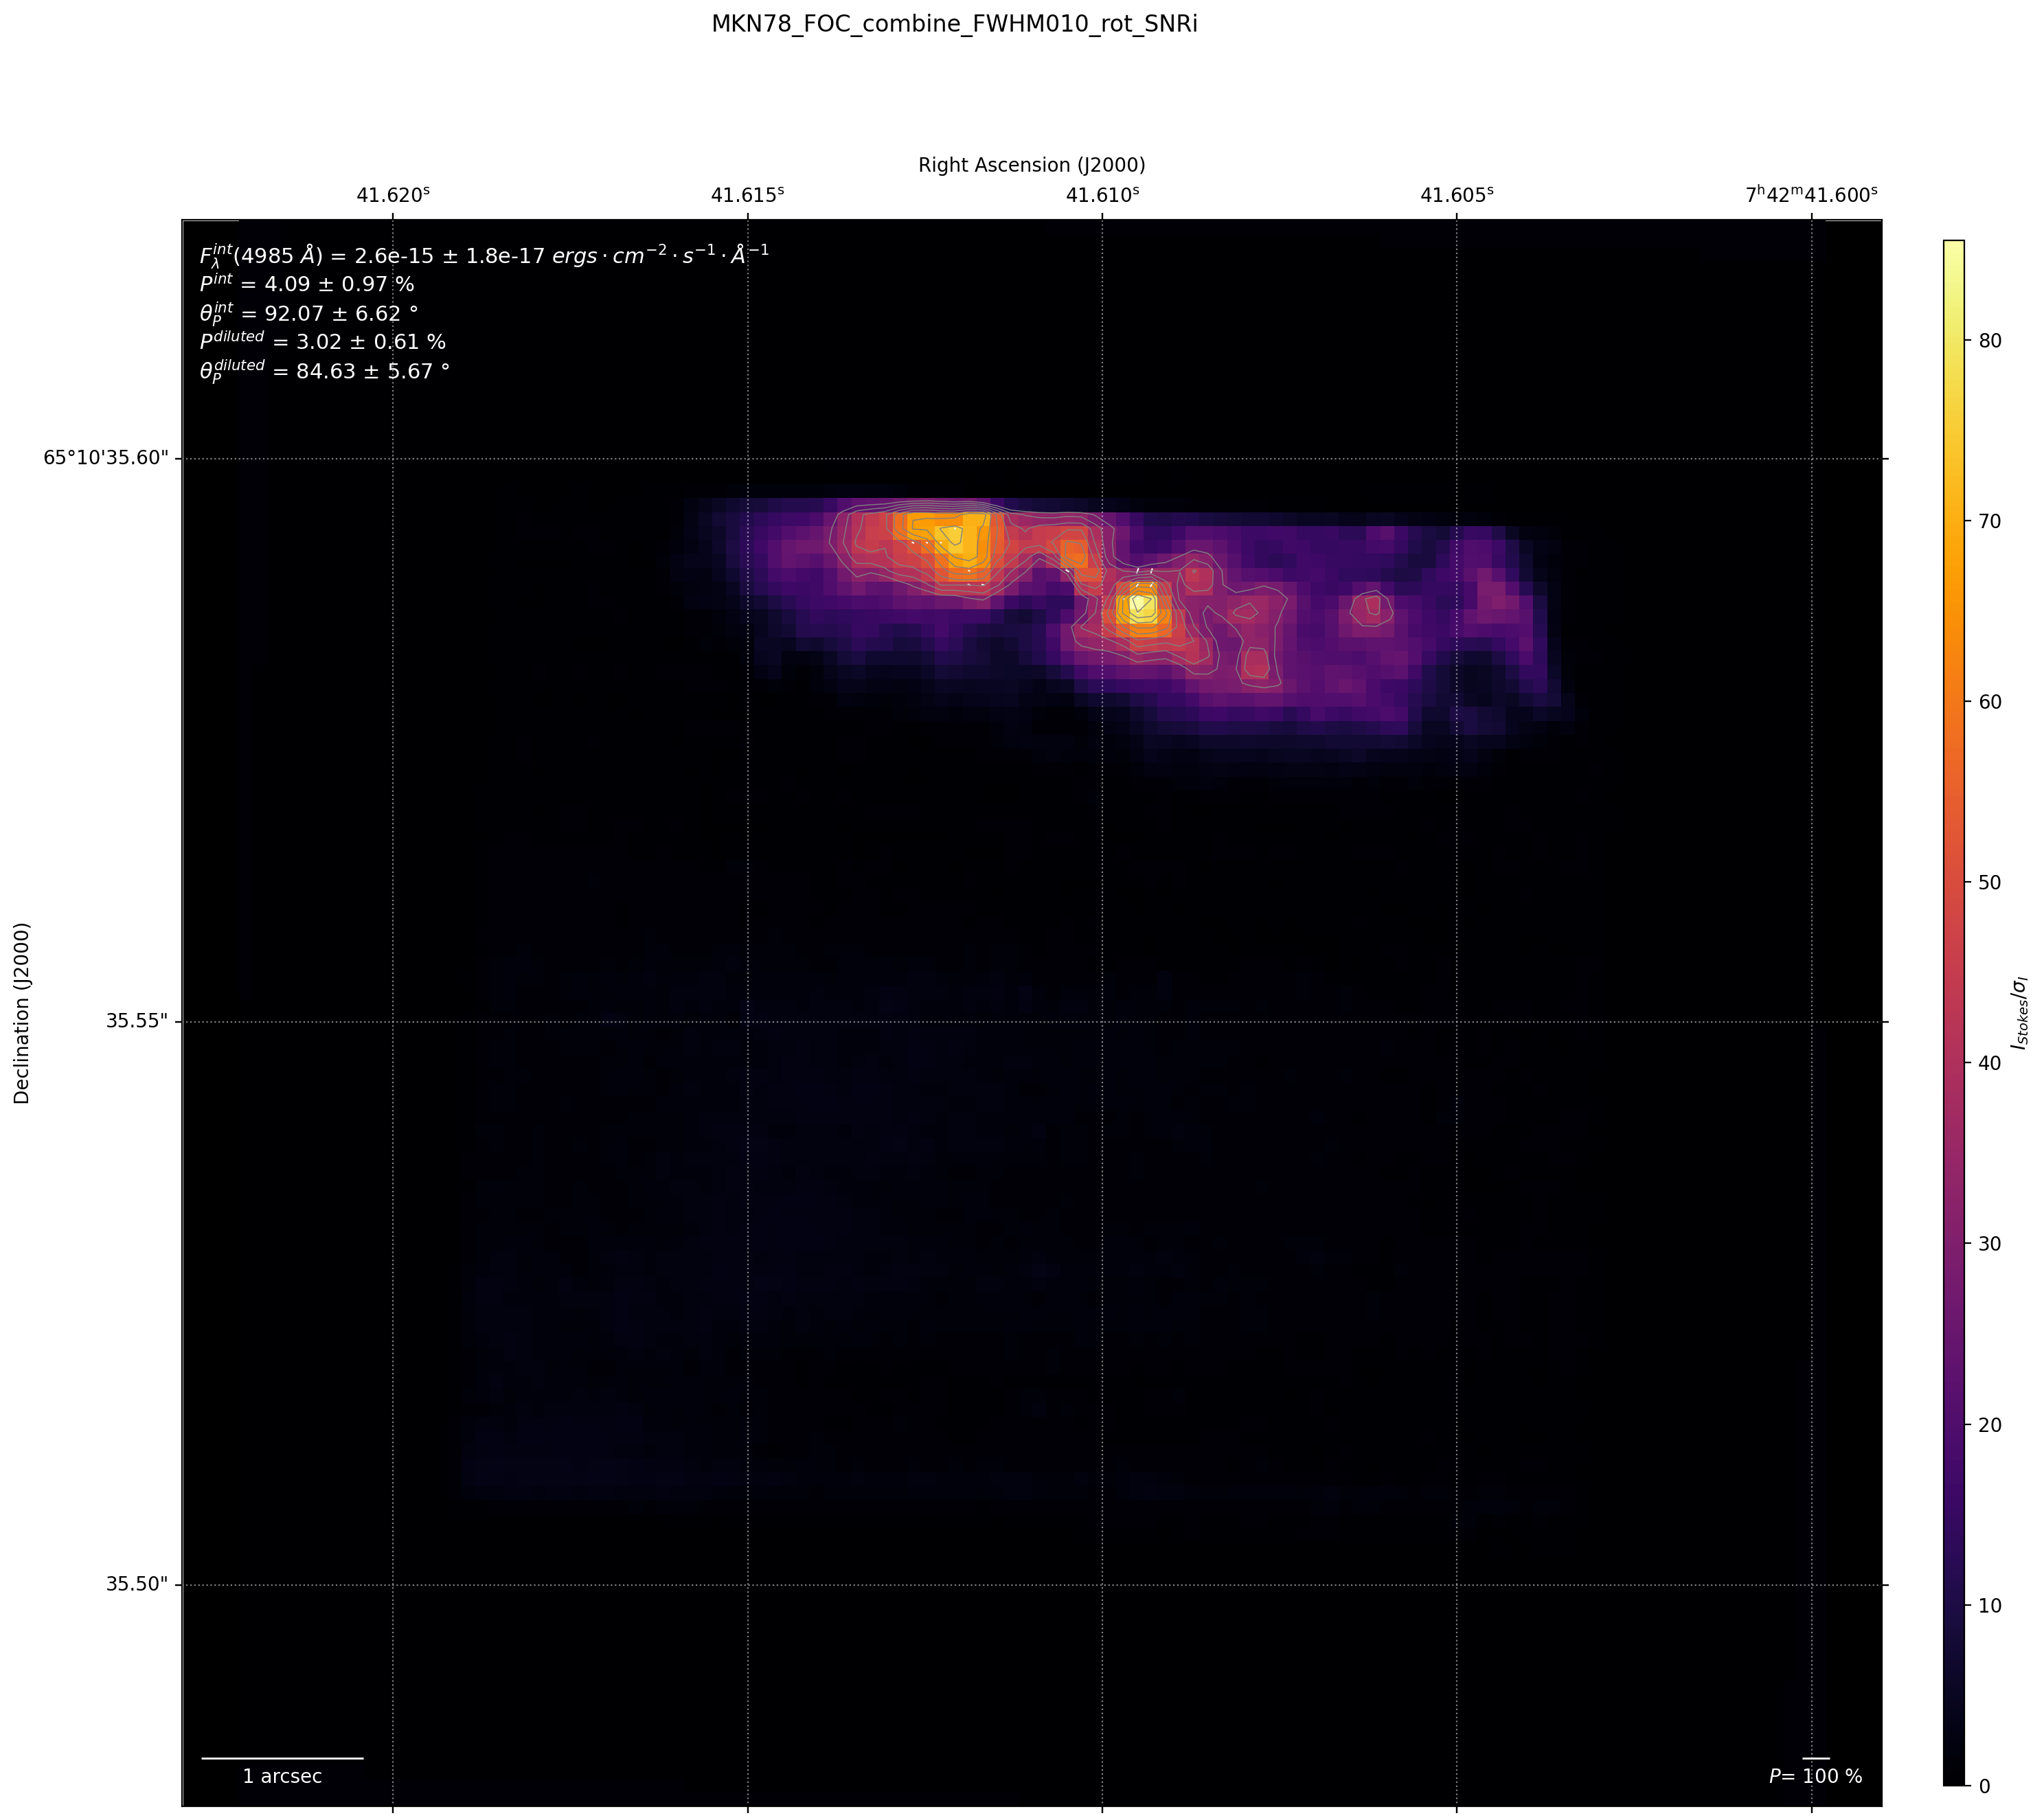 MKN78_FOC_combine_FWHM010_rot_SNRi
Right Ascension (J2000)
41.620ˢ 41.615ˢ 41.610ˢ 41.605ˢ 7ʰ42ᵐ41.600ˢ
F_λ^int(4985 Å) = 2.6e-15 ± 1.8e-17 ergs · cm⁻² · s⁻¹ · Å⁻¹
P^int = 4.09 ± 0.97 %
θ_P^int = 92.07 ± 6.62 °
P^diluted = 3.02 ± 0.61 %
θ_P^diluted = 84.63 ± 5.67 °
65°10'35.60"
35.55"
35.50"
Declination (J2000)
1 arcsec
P= 100 %
80
70
60
50
40
30
20
10
0
I_Stokes/σ_I